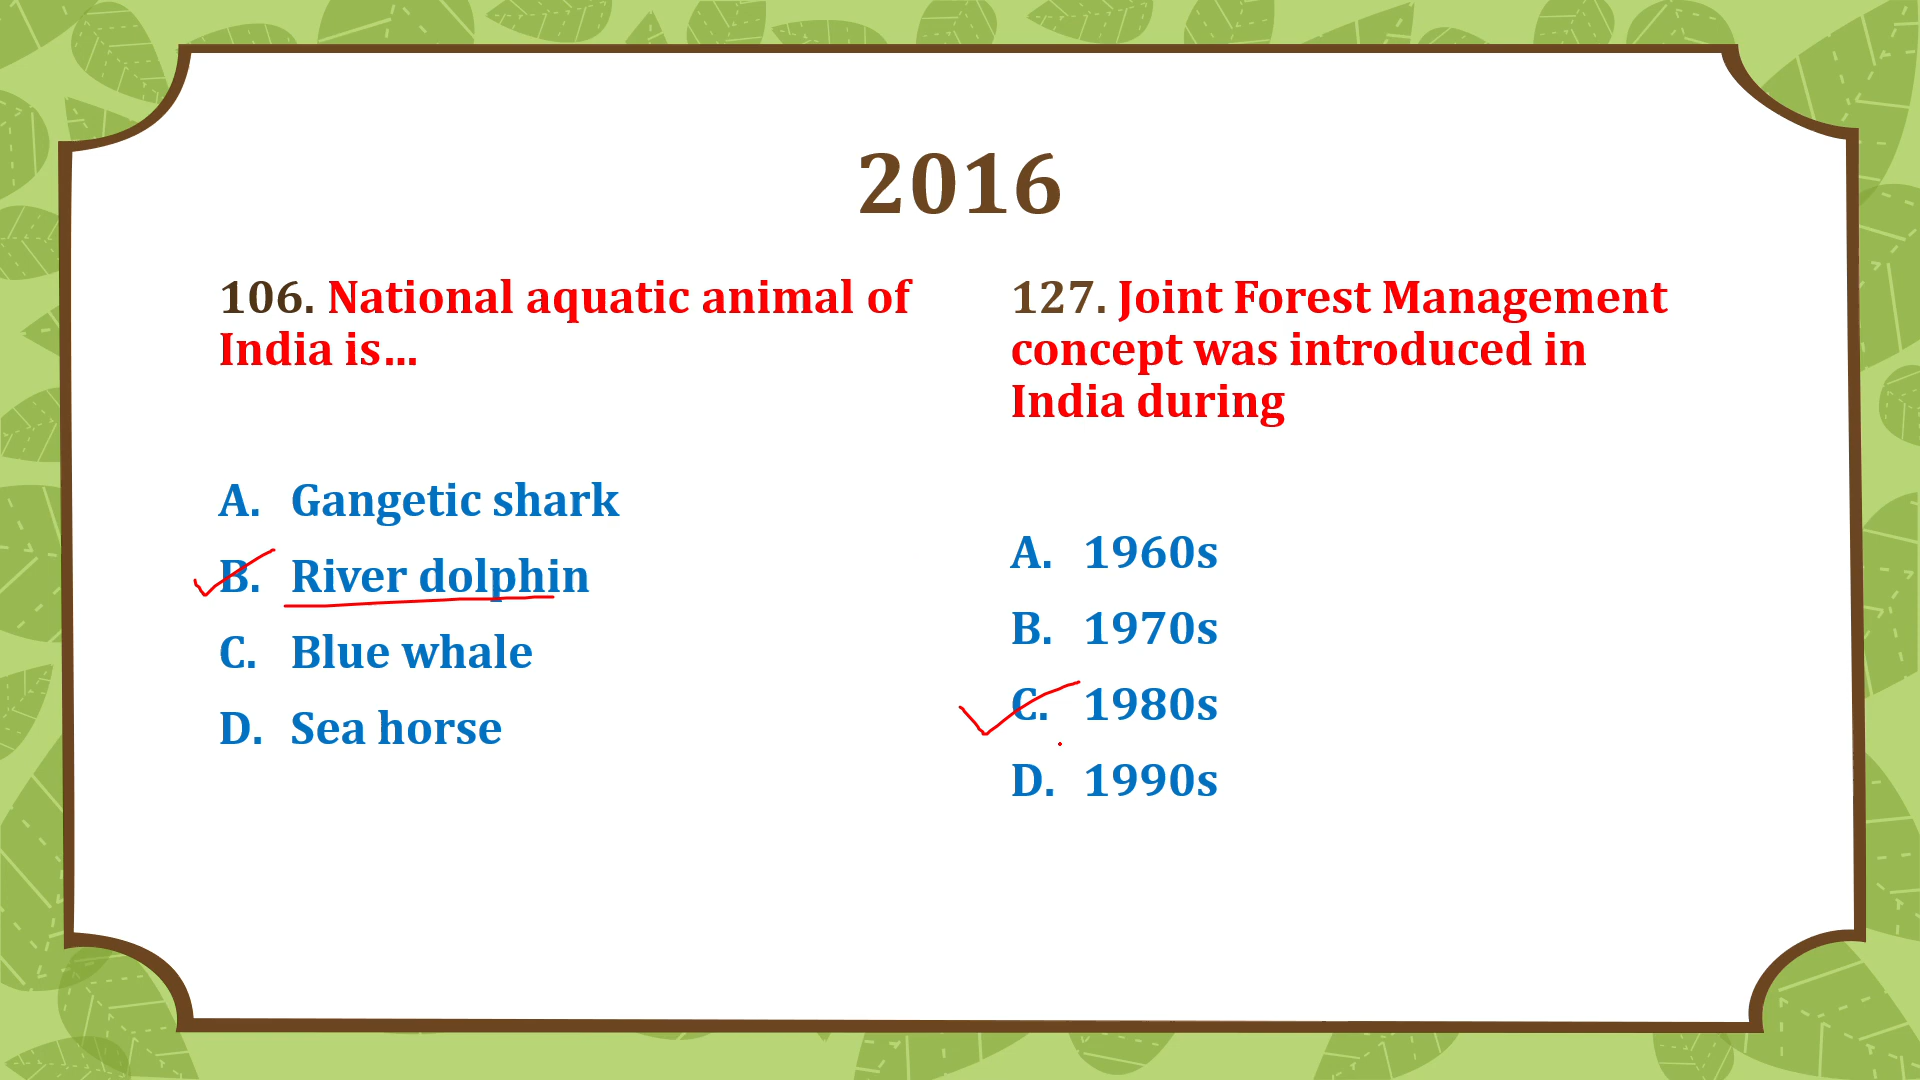 2016
106. National aquatic animal of
India is...
A. Gangetic shark
B. River dolphin
C. Blue whale
D. Sea horse
127. Joint Forest Management
concept was introduced in
India during
A. 1960s
B. 1970s
C. 1980s
D. 1990s